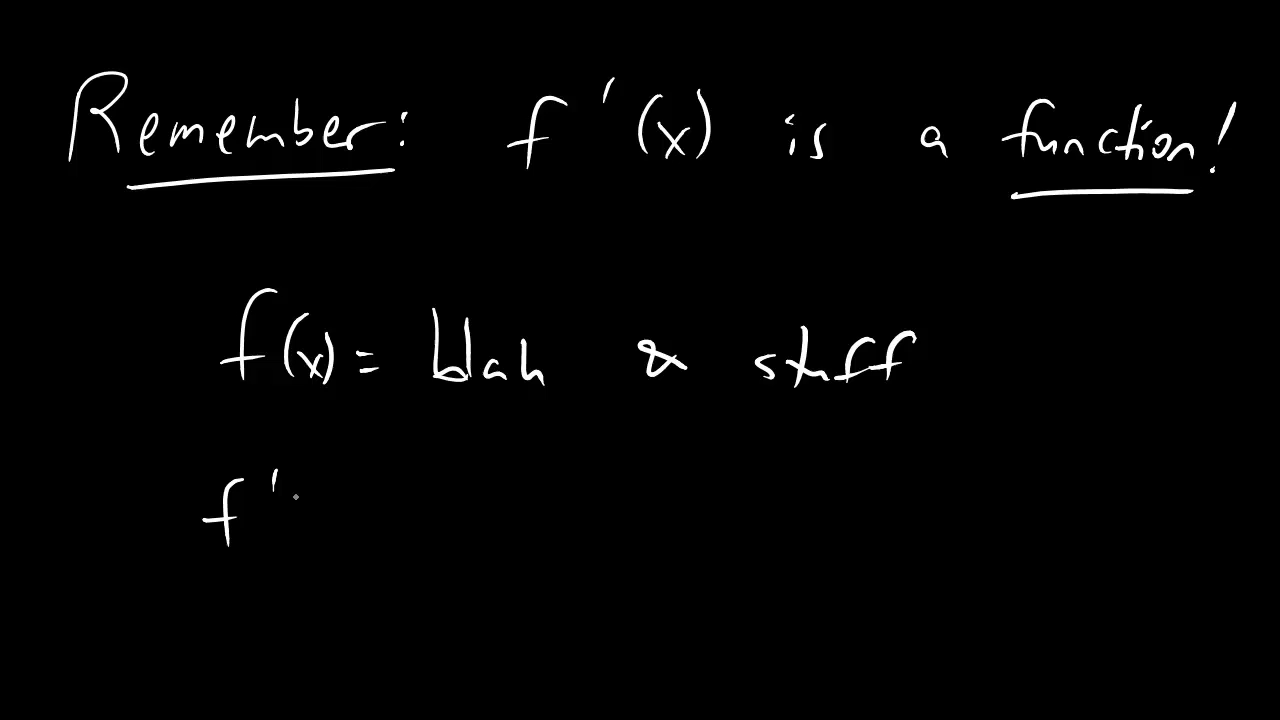 Remember: f'(x) is a function!
f(x) = blah & stuff
f'